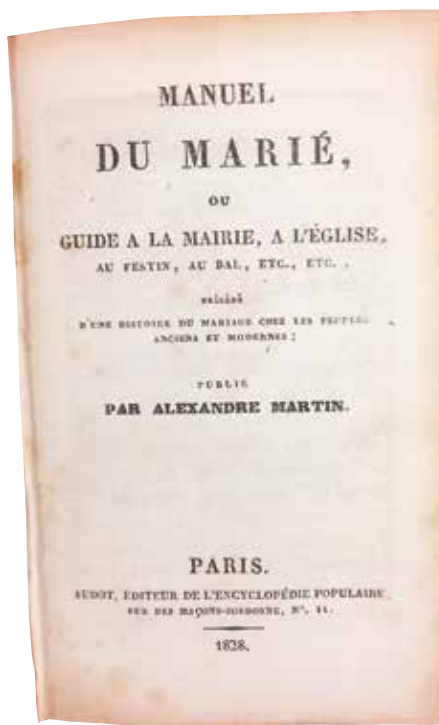 MANUEL
DU MARIÉ,
OU
GUIDE A LA MAIRIE, A L'ÉGLISE,
AU FESTIN, AU BAL, ETC., ETC.,
PRÉCÉDÉ
D'UNE HISTOIRE DU MARIAGE CHEZ LES PEUPLES
ANCIENS ET MODERNES;
PUBLIÉ
PAR ALEXANDRE MARTIN.
PARIS.
AUDOT, ÉDITEUR DE L'ENCYCLOPÉDIE POPULAIRE,
RUE DES MAÇONS-SORBONNE, N°. 11.
1828.